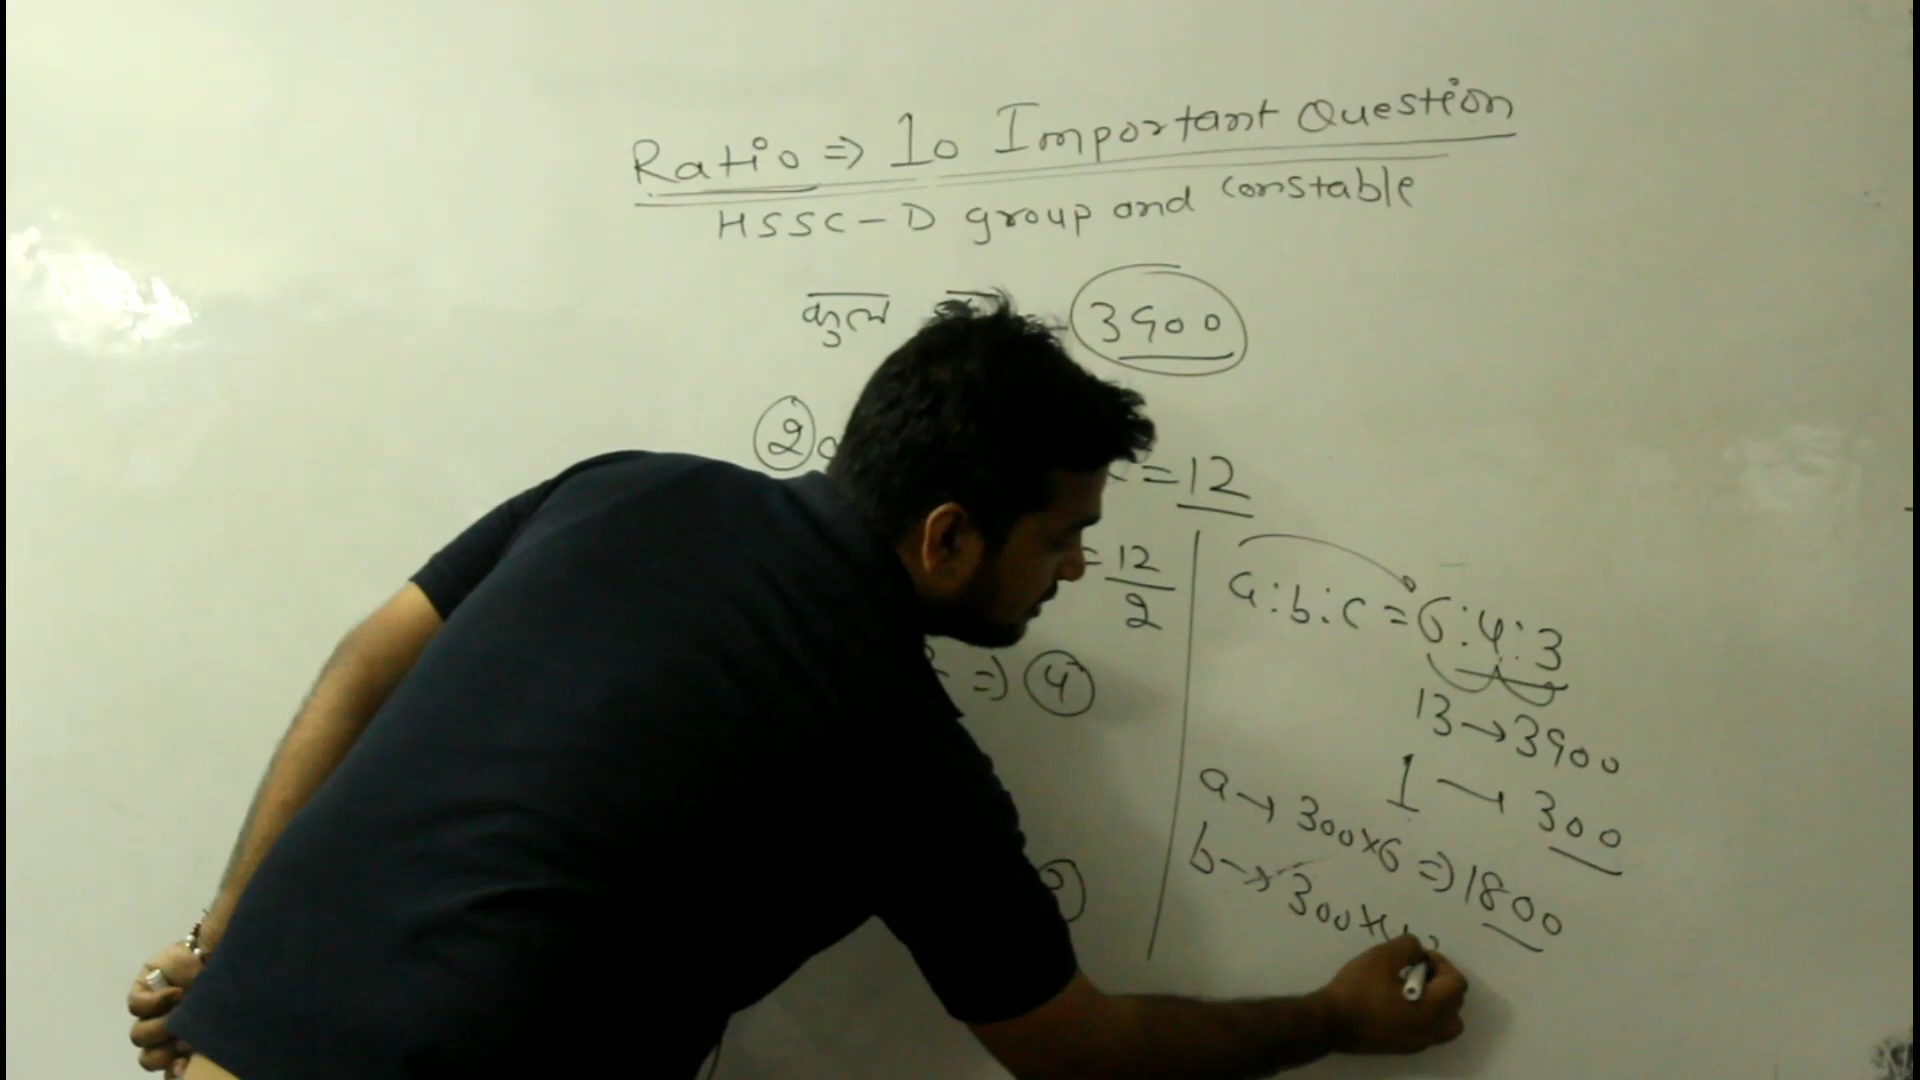 Ratio ⇒ 10 Important Question
HSSC - D group and constable
कुल 3900
2
= 12
= 12/2
⇒ 4
a:b:c = 6:4:3
13 → 3900
1 → 300
a → 300×6 ⇒ 1800
b → 300×4